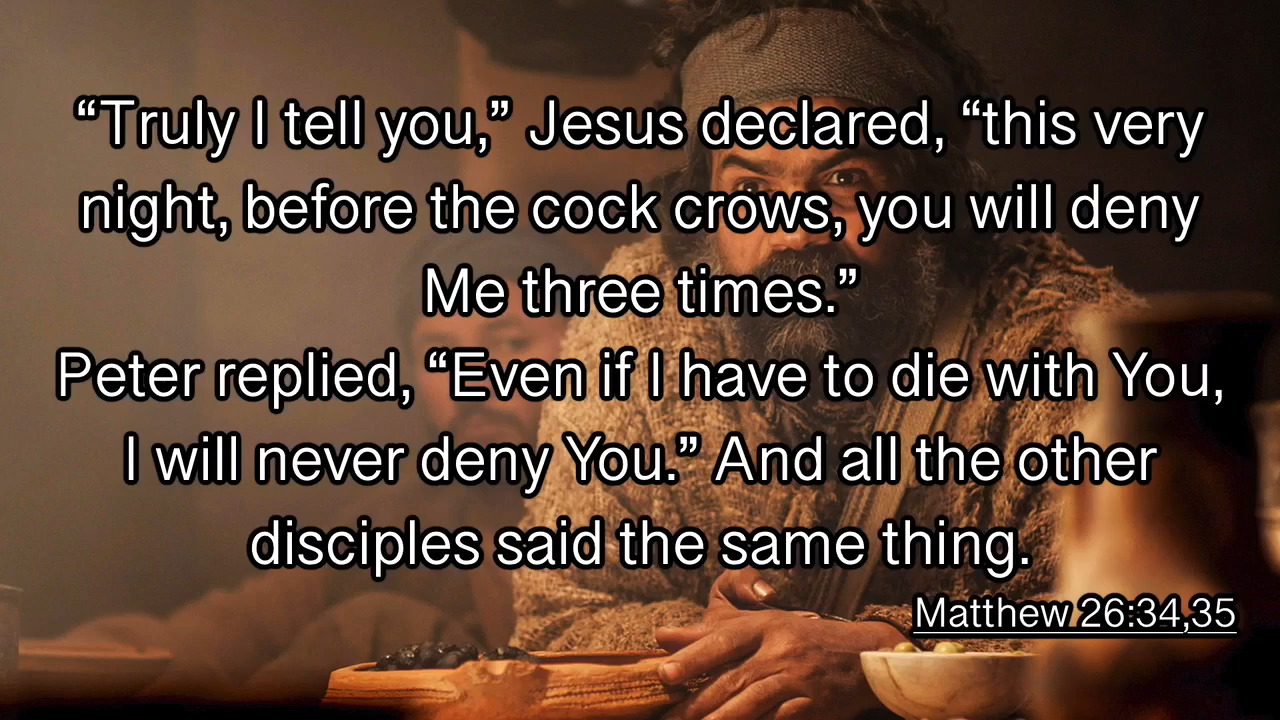 “Truly I tell you,” Jesus declared, “this very
night, before the cock crows, you will deny
Me three times.”
Peter replied, “Even if I have to die with You,
I will never deny You.” And all the other
disciples said the same thing.
Matthew 26:34,35